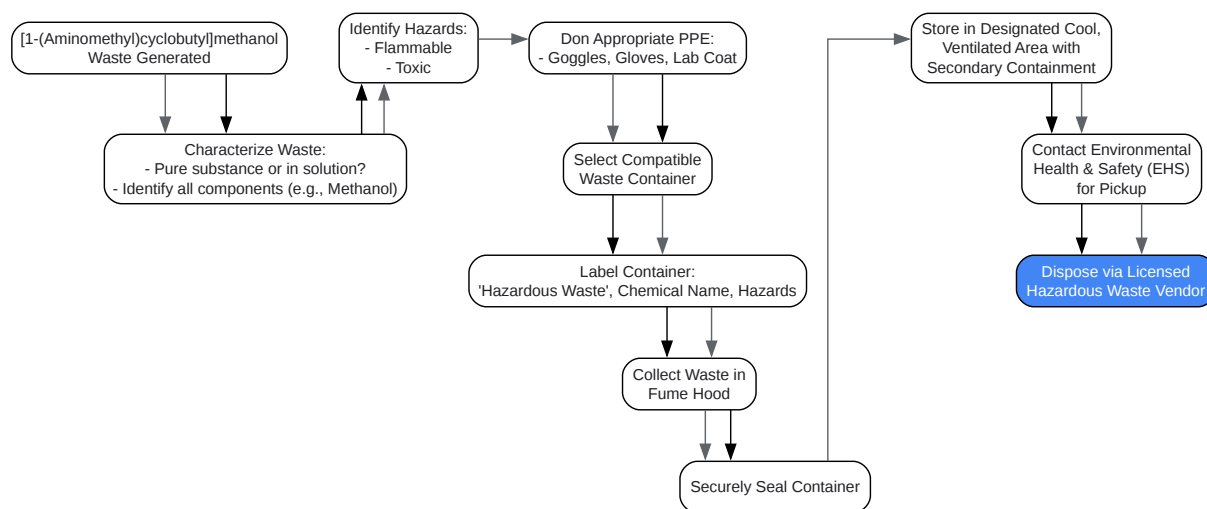 [1-(Aminomethyl)cyclobutyl]methanol
Waste Generated
Characterize Waste:
- Pure substance or in solution?
- Identify all components (e.g., Methanol)
Identify Hazards:
- Flammable
- Toxic
Don Appropriate PPE:
- Goggles, Gloves, Lab Coat
Select Compatible
Waste Container
Label Container:
'Hazardous Waste', Chemical Name, Hazards
Collect Waste in
Fume Hood
Securely Seal Container
Store in Designated Cool,
Ventilated Area with
Secondary Containment
Contact Environmental
Health & Safety (EHS)
for Pickup
Dispose via Licensed
Hazardous Waste Vendor